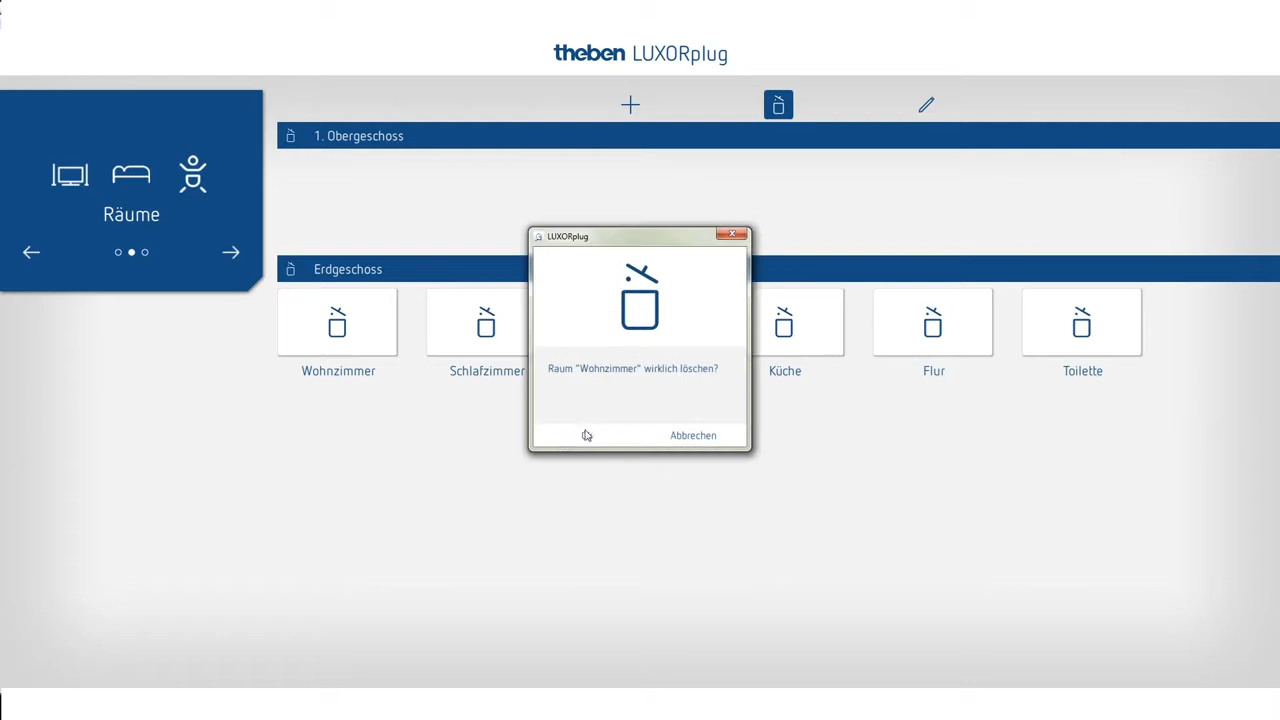 theben LUXORplug
1. Obergeschoss
Räume
Erdgeschoss
Wohnzimmer
Schlafzimmer
Küche
Flur
Toilette
LUXORplug
Raum "Wohnzimmer" wirklich löschen?
Abbrechen